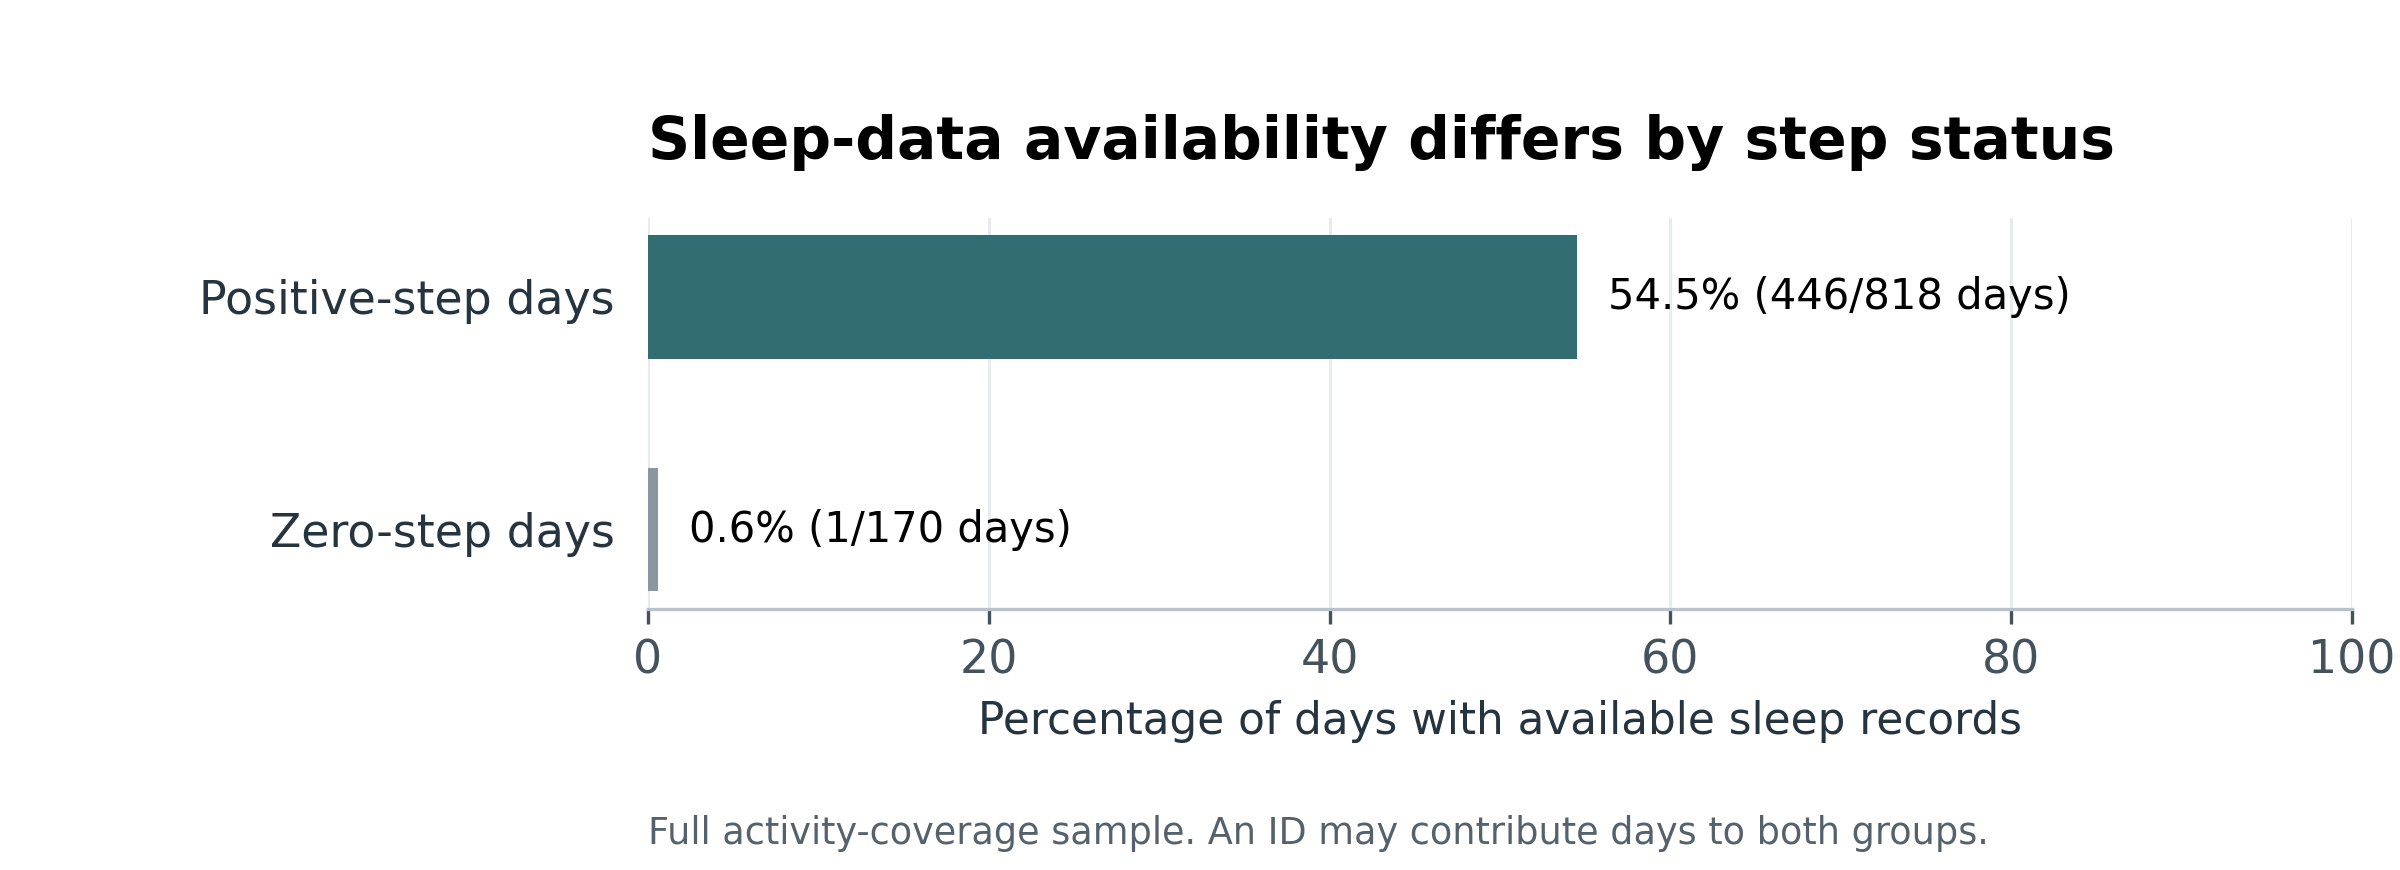 Sleep-data availability differs by step status
Positive-step days
54.5% (446/818 days)
Zero-step days
0.6% (1/170 days)
0 20 40 60 80 100
Percentage of days with available sleep records
Full activity-coverage sample. An ID may contribute days to both groups.